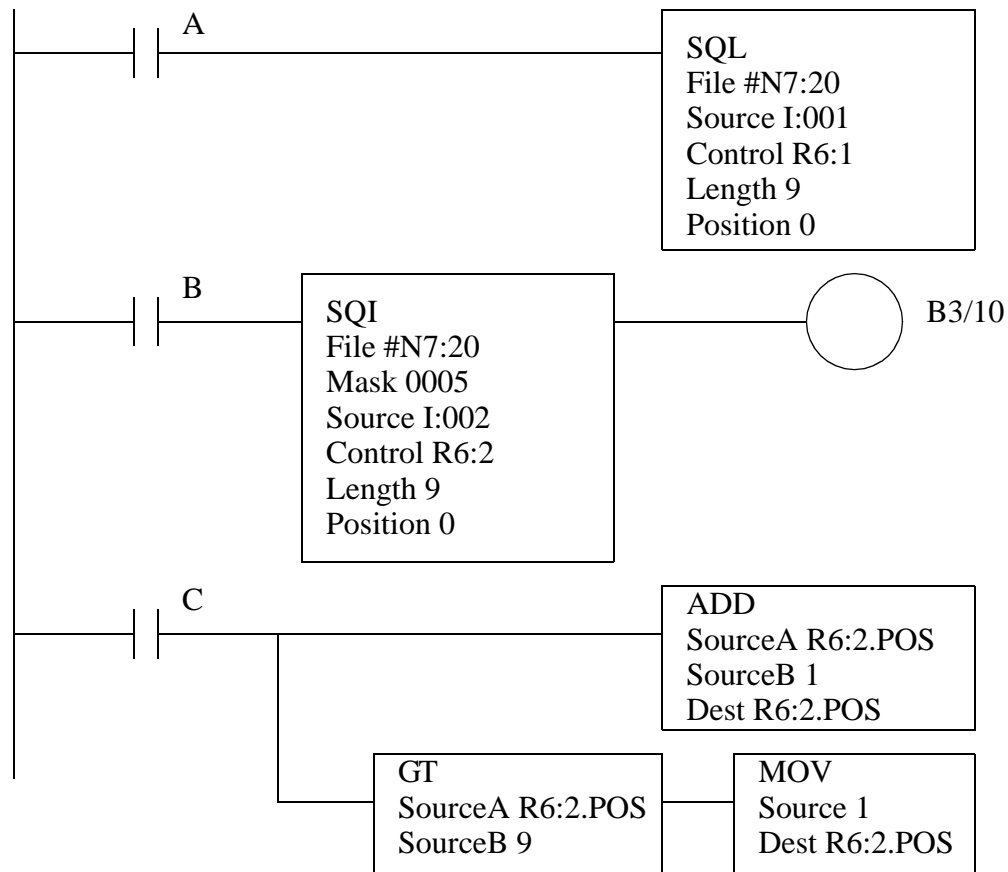 A
SQL
File #N7:20
Source I:001
Control R6:1
Length 9
Position 0
B
SQI
File #N7:20
Mask 0005
Source I:002
Control R6:2
Length 9
Position 0
B3/10
C
ADD
SourceA R6:2.POS
SourceB 1
Dest R6:2.POS
GT
SourceA R6:2.POS
SourceB 9
MOV
Source 1
Dest R6:2.POS